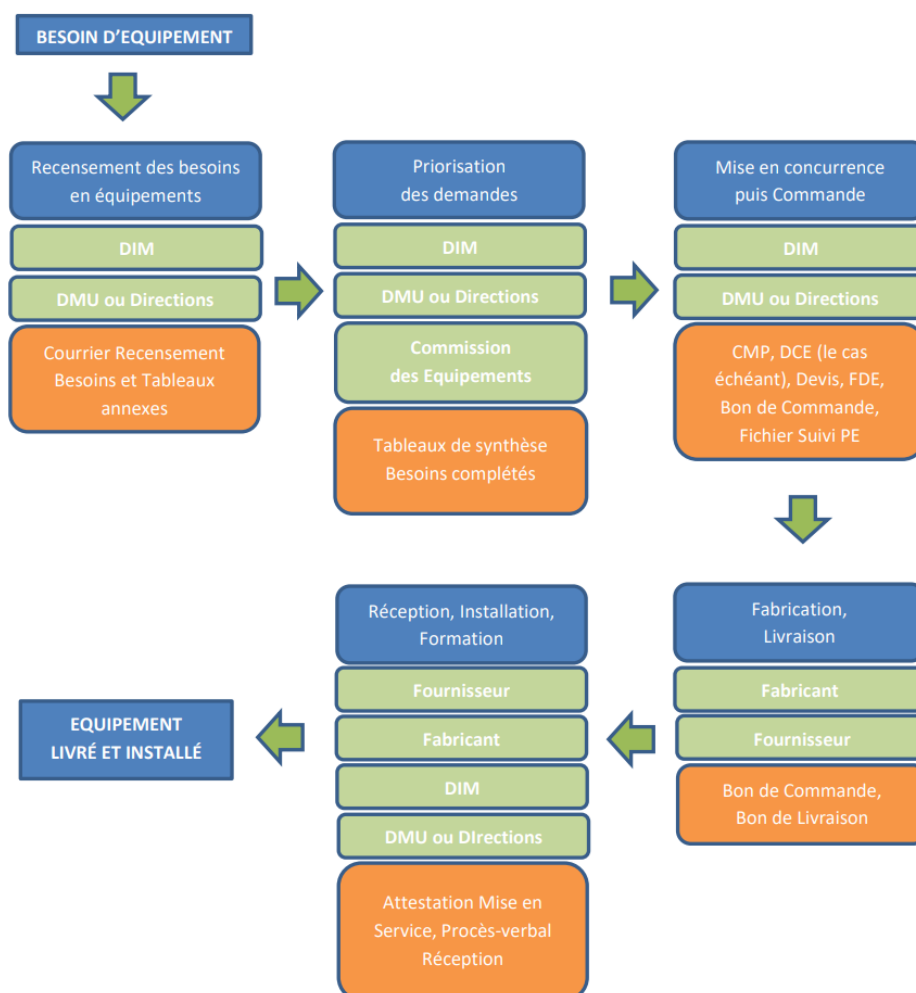 BESOIN D'EQUIPEMENT
Recensement des besoins
en équipements
DIM
DMU ou Directions
Courrier Recensement
Besoins et Tableaux
annexes
Priorisation
des demandes
DIM
DMU ou Directions
Commission
des Equipements
Tableaux de synthèse
Besoins complétés
Mise en concurrence
puis Commande
DIM
DMU ou Directions
CMP, DCE (le cas
échéant), Devis, FDE,
Bon de Commande,
Fichier Suivi PE
Fabrication,
Livraison
Fabricant
Fournisseur
Bon de Commande,
Bon de Livraison
Réception, Installation,
Formation
Fournisseur
Fabricant
DIM
DMU ou DIrections
Attestation Mise en
Service, Procès-verbal
Réception
EQUIPEMENT
LIVRÉ ET INSTALLÉ